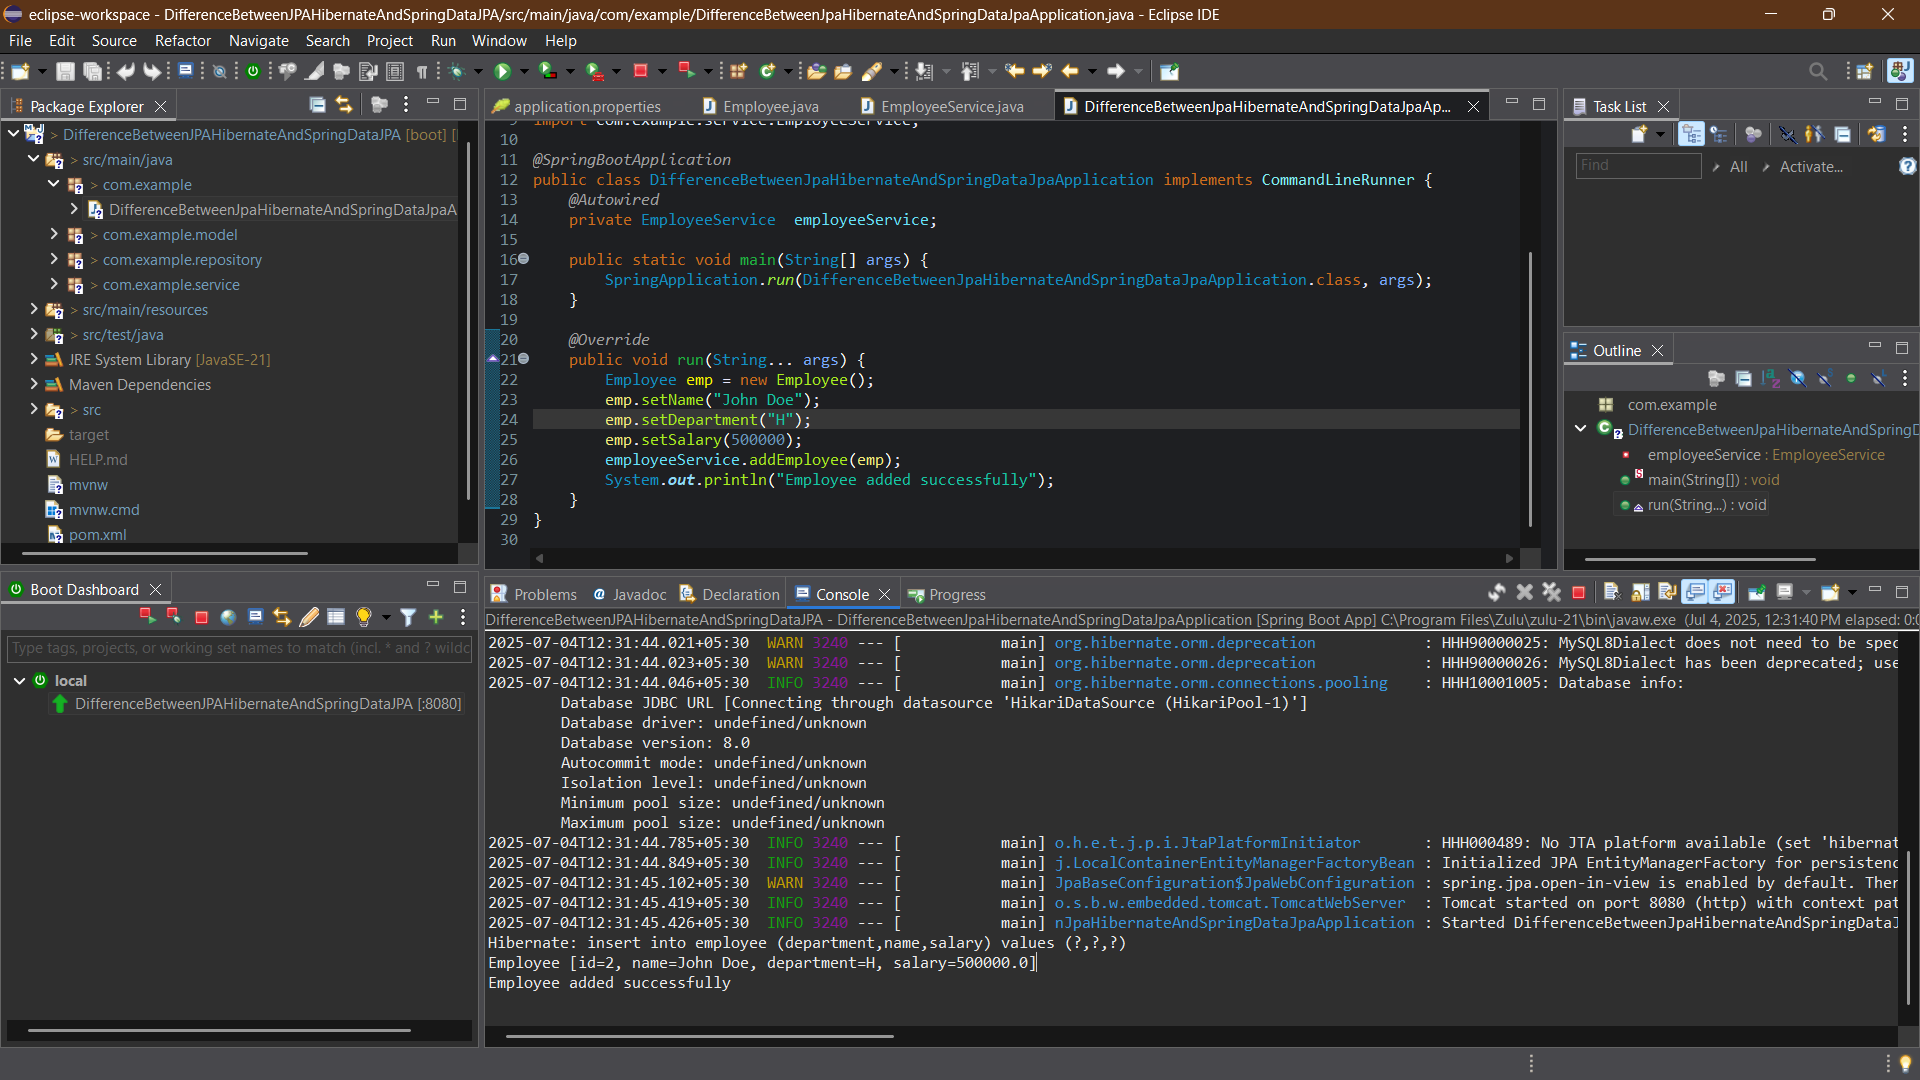 eclipse-workspace - DifferenceBetweenJPAHibernateAndSpringDataJPA/src/main/java/com/example/DifferenceBetweenJpaHibernateAndSpringDataJpaApplication.java - Eclipse IDE
File Edit Source Refactor Navigate Search Project Run Window Help
Package Explorer
> DifferenceBetweenJPAHibernateAndSpringDataJPA [boot] [
> src/main/java
> com.example
> DifferenceBetweenJpaHibernateAndSpringDataJpaA
> com.example.model
> com.example.repository
> com.example.service
> src/main/resources
> src/test/java
JRE System Library [JavaSE-21]
Maven Dependencies
> src
target
HELP.md
mvnw
mvnw.cmd
pom.xml
application.properties Employee.java EmployeeService.java DifferenceBetweenJpaHibernateAndSpringDataJpaAp...
9 import com.example.service.EmployeeService;
10
11 @SpringBootApplication
12 public class DifferenceBetweenJpaHibernateAndSpringDataJpaApplication implements CommandLineRunner {
13 @Autowired
14 private EmployeeService employeeService;
15
16 public static void main(String[] args) {
17 SpringApplication.run(DifferenceBetweenJpaHibernateAndSpringDataJpaApplication.class, args);
18 }
19
20 @Override
21 public void run(String... args) {
22 Employee emp = new Employee();
23 emp.setName("John Doe");
24 emp.setDepartment("H");
25 emp.setSalary(500000);
26 employeeService.addEmployee(emp);
27 System.out.println("Employee added successfully");
28 }
29 }
30
Task List
Find All Activate...
Outline
com.example
DifferenceBetweenJpaHibernateAndSpringD
employeeService : EmployeeService
main(String[]) : void
run(String...) : void
Boot Dashboard
Type tags, projects, or working set names to match (incl. * and ? wildc
local
DifferenceBetweenJPAHibernateAndSpringDataJPA [:8080]
Problems Javadoc Declaration Console Progress
DifferenceBetweenJPAHibernateAndSpringDataJPA - DifferenceBetweenJpaHibernateAndSpringDataJpaApplication [Spring Boot App] C:\Program Files\Zulu\zulu-21\bin\javaw.exe (Jul 4, 2025, 12:31:40 PM elapsed: 0:0
2025-07-04T12:31:44.021+05:30 WARN 3240 --- [ main] org.hibernate.orm.deprecation : HHH90000025: MySQL8Dialect does not need to be spec
2025-07-04T12:31:44.023+05:30 WARN 3240 --- [ main] org.hibernate.orm.deprecation : HHH90000026: MySQL8Dialect has been deprecated; use
2025-07-04T12:31:44.046+05:30 INFO 3240 --- [ main] org.hibernate.orm.connections.pooling : HHH10001005: Database info:
Database JDBC URL [Connecting through datasource 'HikariDataSource (HikariPool-1)']
Database driver: undefined/unknown
Database version: 8.0
Autocommit mode: undefined/unknown
Isolation level: undefined/unknown
Minimum pool size: undefined/unknown
Maximum pool size: undefined/unknown
2025-07-04T12:31:44.785+05:30 INFO 3240 --- [ main] o.h.e.t.j.p.i.JtaPlatformInitiator : HHH000489: No JTA platform available (set 'hibernat
2025-07-04T12:31:44.849+05:30 INFO 3240 --- [ main] j.LocalContainerEntityManagerFactoryBean : Initialized JPA EntityManagerFactory for persistenc
2025-07-04T12:31:45.102+05:30 WARN 3240 --- [ main] JpaBaseConfiguration$JpaWebConfiguration : spring.jpa.open-in-view is enabled by default. Ther
2025-07-04T12:31:45.419+05:30 INFO 3240 --- [ main] o.s.b.w.embedded.tomcat.TomcatWebServer : Tomcat started on port 8080 (http) with context pat
2025-07-04T12:31:45.426+05:30 INFO 3240 --- [ main] nJpaHibernateAndSpringDataJpaApplication : Started DifferenceBetweenJpaHibernateAndSpringDataJ
Hibernate: insert into employee (department,name,salary) values (?,?,?)
Employee [id=2, name=John Doe, department=H, salary=500000.0]
Employee added successfully